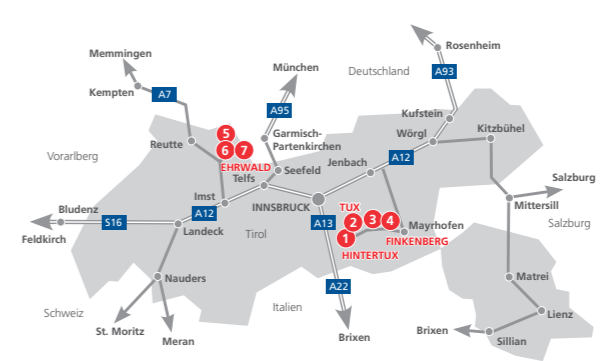 Rosenheim
Memmingen
München
Deutschland
A93
Kempten
A7
A95
Kufstein
5
Garmisch-
Partenkirchen
Wörgl
Kitzbühel
Reutte
6 7
Vorarlberg
EHRWALD
Jenbach
A12
Seefeld
Telfs
Salzburg
Imst
INNSBRUCK
TUX
Mittersill
Bludenz
S16
A12
A13
2 3 4
Mayrhofen
Salzburg
Feldkirch
Landeck
Tirol
1
FINKENBERG
HINTERTUX
Nauders
Matrei
A22
Italien
Schweiz
Lienz
St. Moritz
Meran
Brixen
Brixen
Sillian